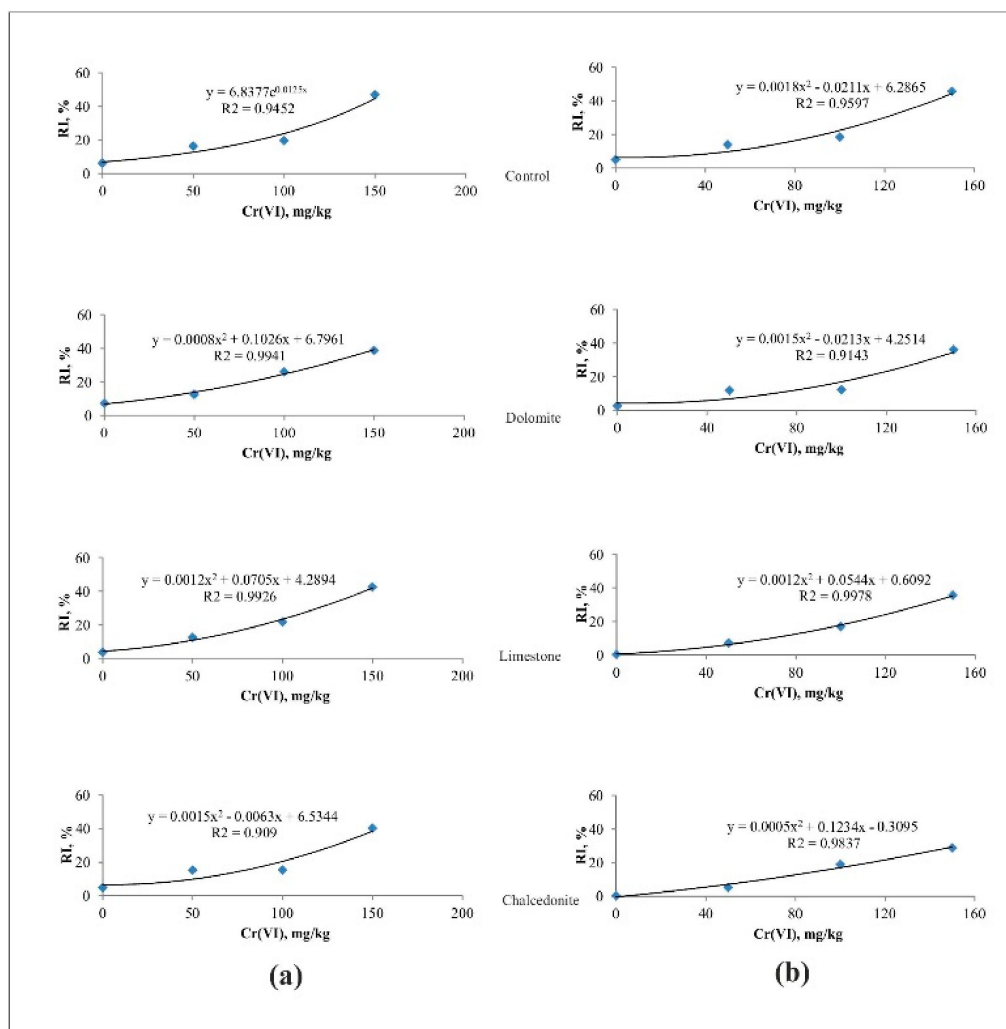 60
40
20
0
RI, %
y = 6.8377e^0.0125x
R2 = 0.9452
0 50 100 150 200
Cr(VI), mg/kg
Control
60
40
20
0
RI, %
y = 0.0018x² - 0.0211x + 6.2865
R2 = 0.9597
0 40 80 120 160
Cr(VI), mg/kg
60
40
20
0
RI, %
y = 0.0008x² + 0.1026x + 6.7961
R2 = 0.9941
0 50 100 150 200
Cr(VI), mg/kg
Dolomite
60
40
20
0
RI, %
y = 0.0015x² - 0.0213x + 4.2514
R2 = 0.9143
0 40 80 120 160
Cr(VI), mg/kg
60
40
20
0
RI, %
y = 0.0012x² + 0.0705x + 4.2894
R2 = 0.9926
0 50 100 150 200
Cr(VI), mg/kg
Limestone
60
40
20
0
RI, %
y = 0.0012x² + 0.0544x + 0.6092
R2 = 0.9978
0 40 80 120 160
Cr(VI), mg/kg
60
40
20
0
RI, %
y = 0.0015x² - 0.0063x + 6.5344
R2 = 0.909
0 50 100 150 200
Cr(VI), mg/kg
Chalcedonite
60
40
20
0
RI, %
y = 0.0005x² + 0.1234x - 0.3095
R2 = 0.9837
0 40 80 120 160
Cr(VI), mg/kg
(a)
(b)